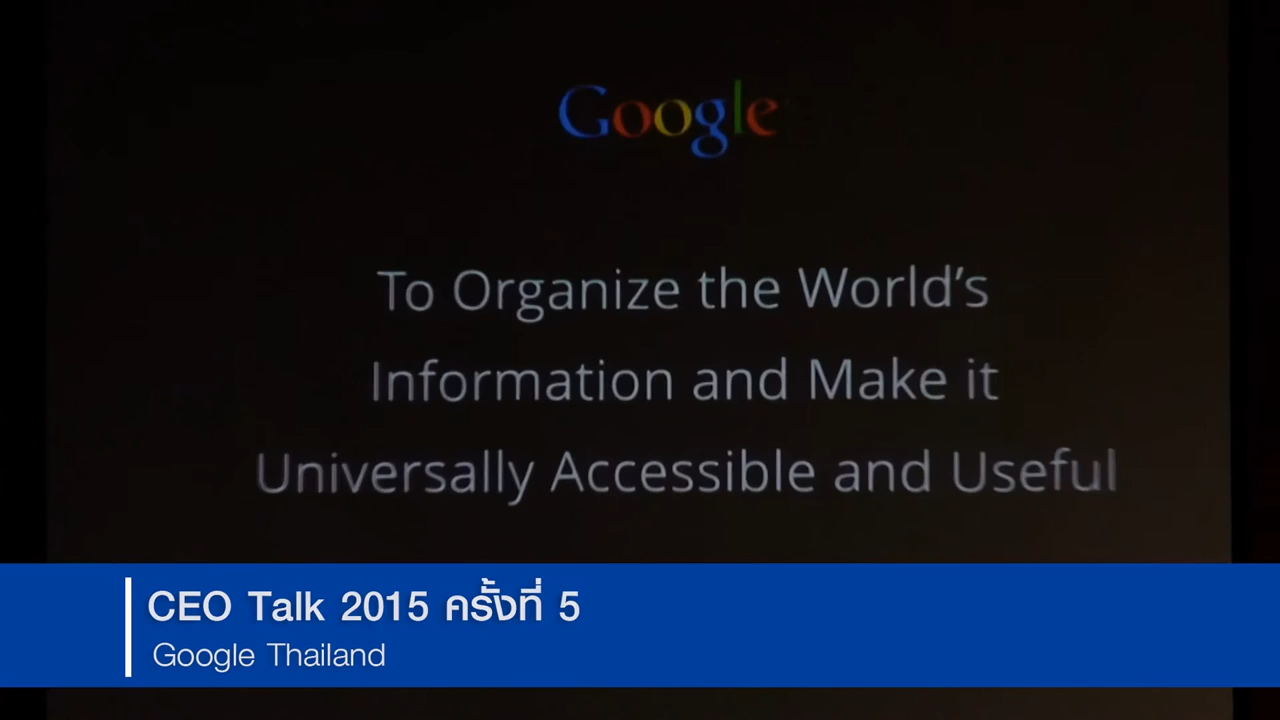 Google
To Organize the World's
Information and Make it
Universally Accessible and Useful
CEO Talk 2015 ครั้งที่ 5
Google Thailand